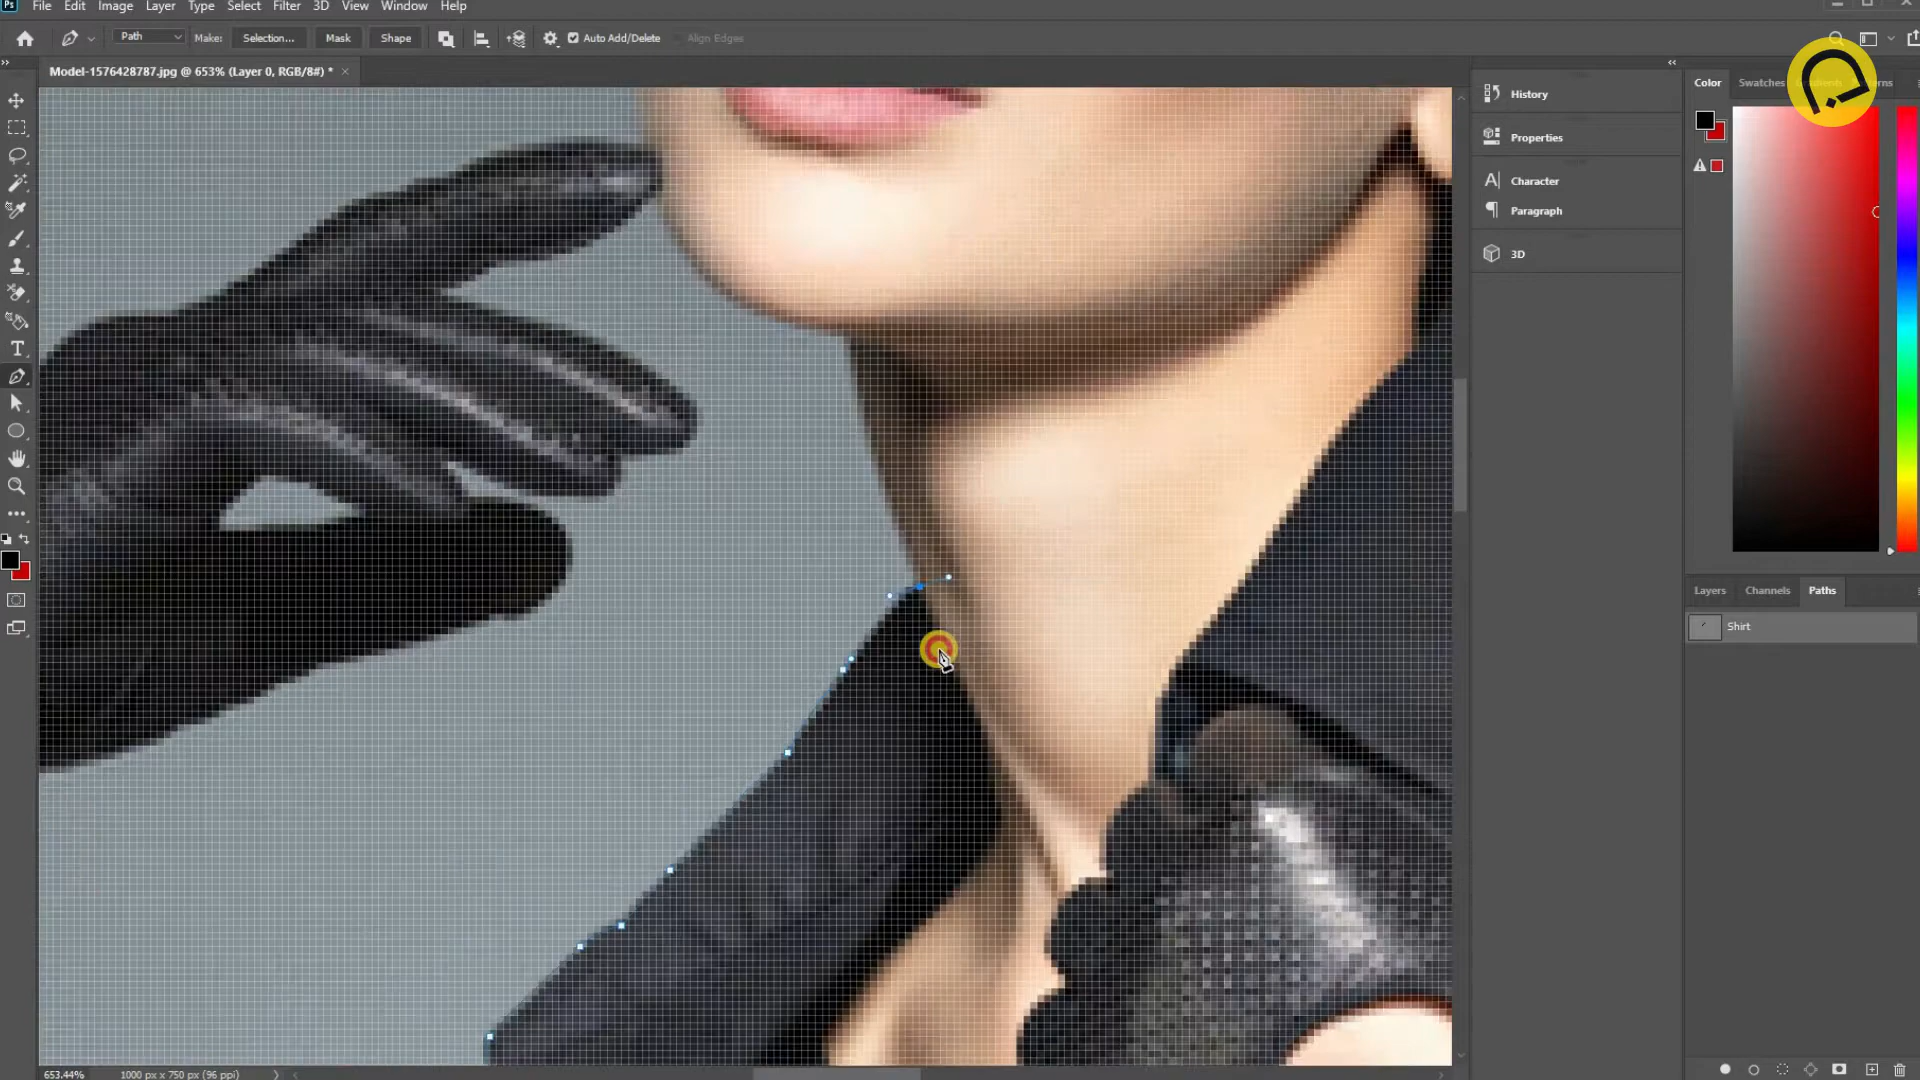 Ps File Edit Image Layer Type Select Filter 3D View Window Help
Path Make: Selection... Mask Shape Auto Add/Delete Align Edges
Model-1576428787.jpg @ 653% (Layer 0, RGB/8#) *
History
Properties
Character
Paragraph
3D
Color Swatches
Layers Channels Paths
Shirt
653.44% 1000 px x 750 px (96 ppi)